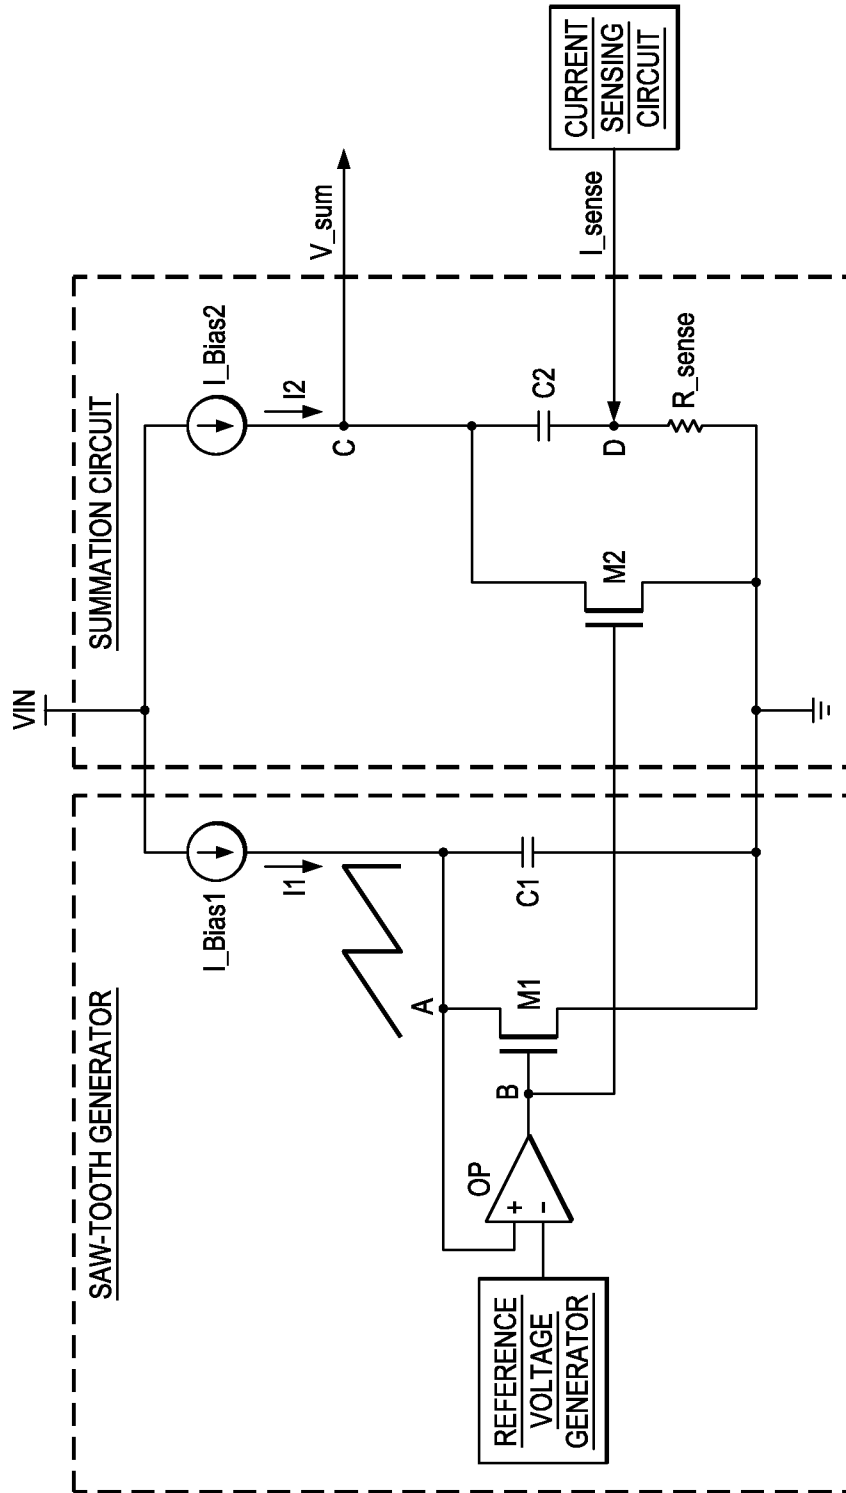 SAW-TOOTH GENERATOR
SUMMATION CIRCUIT
VIN
I_Bias1
I1
I_Bias2
I2
V_sum
C
A
B
OP
+
-
M1
C1
REFERENCE
VOLTAGE
GENERATOR
M2
C2
D
R_sense
I_sense
CURRENT
SENSING
CIRCUIT